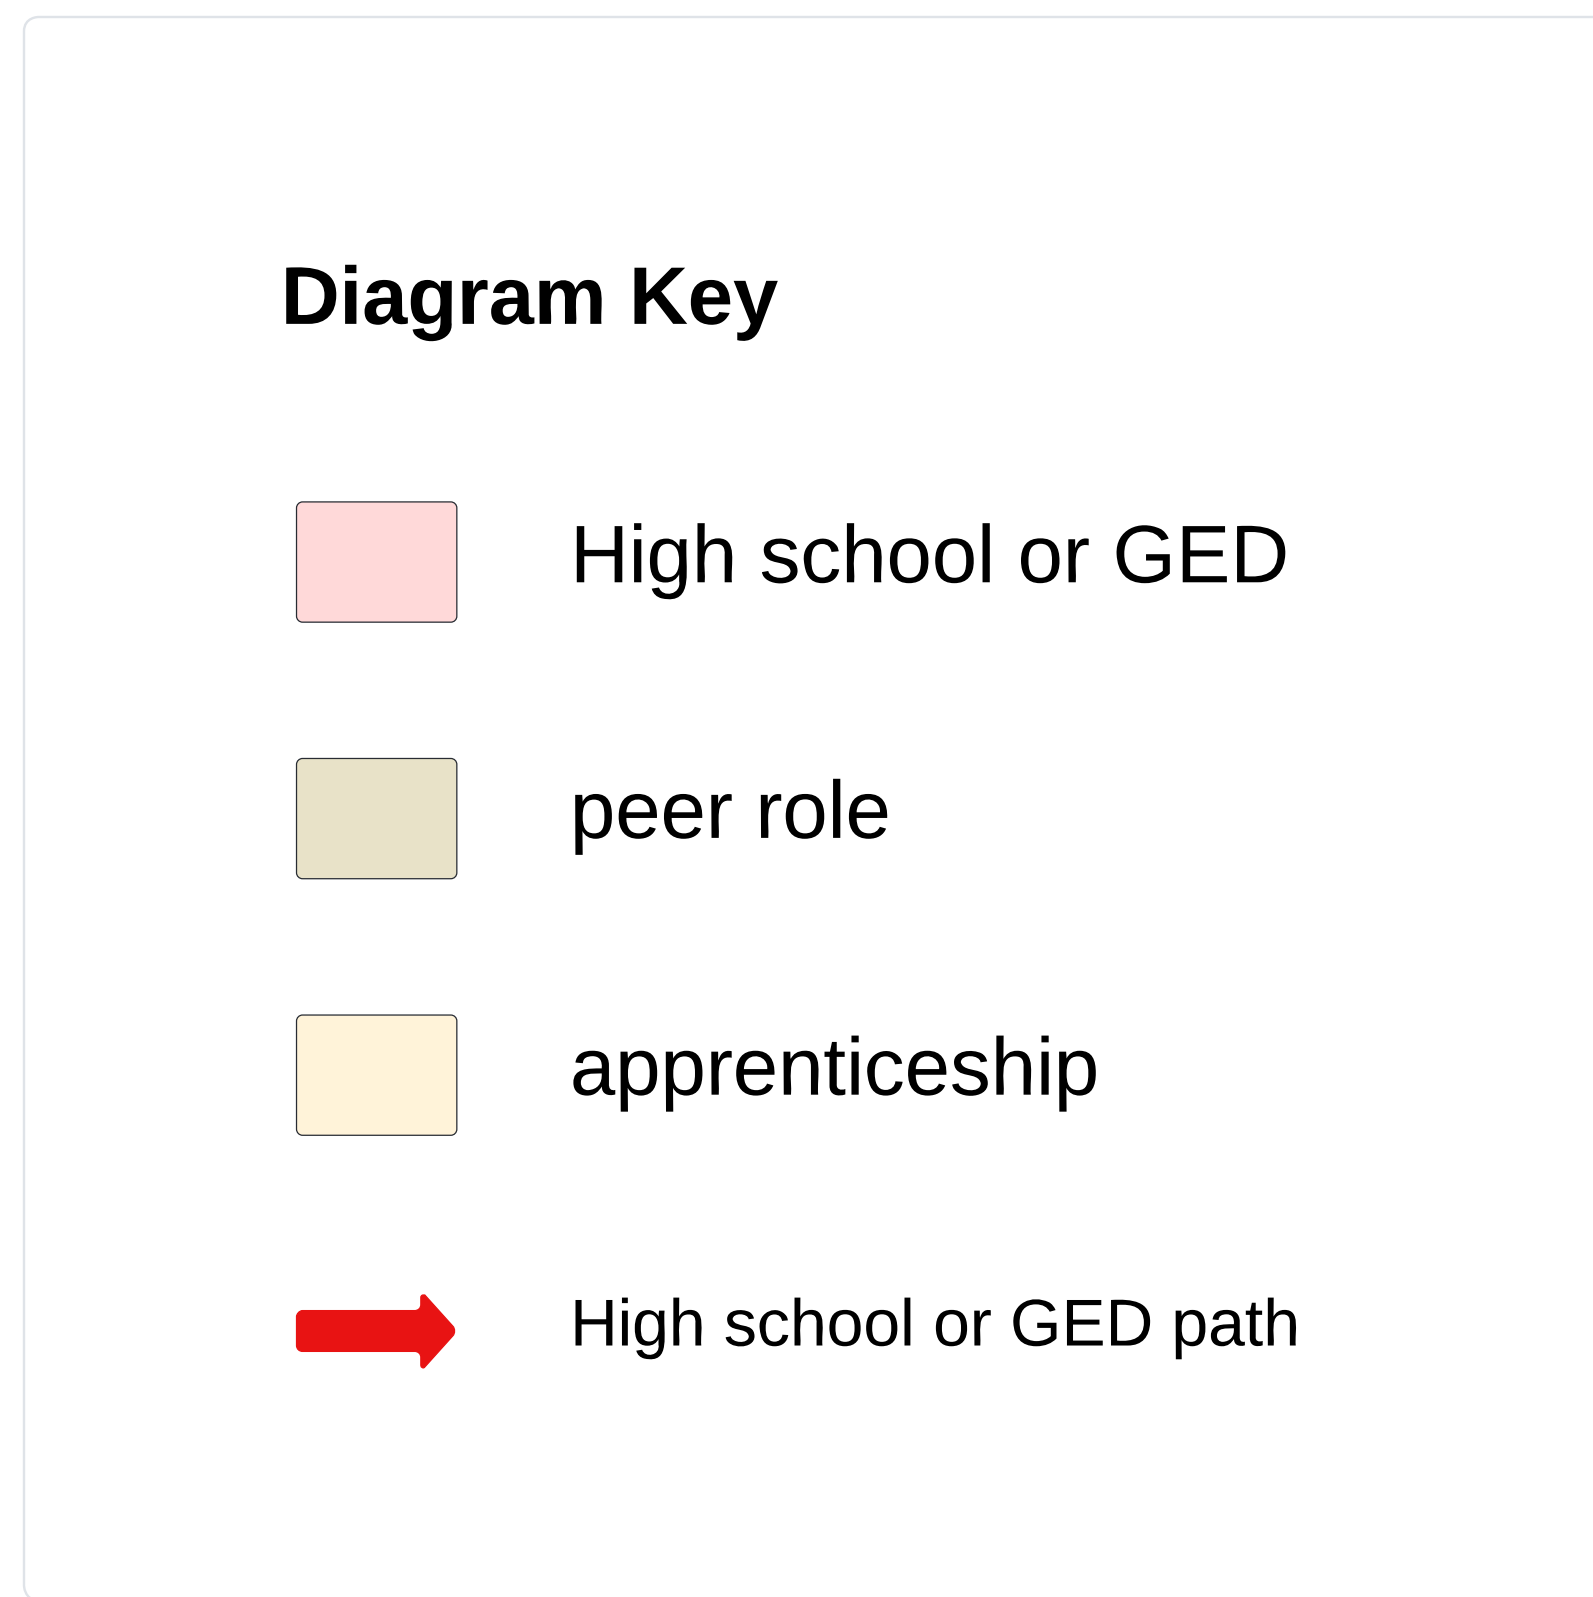 Diagram Key
High school or GED
peer role
apprenticeship
High school or GED path